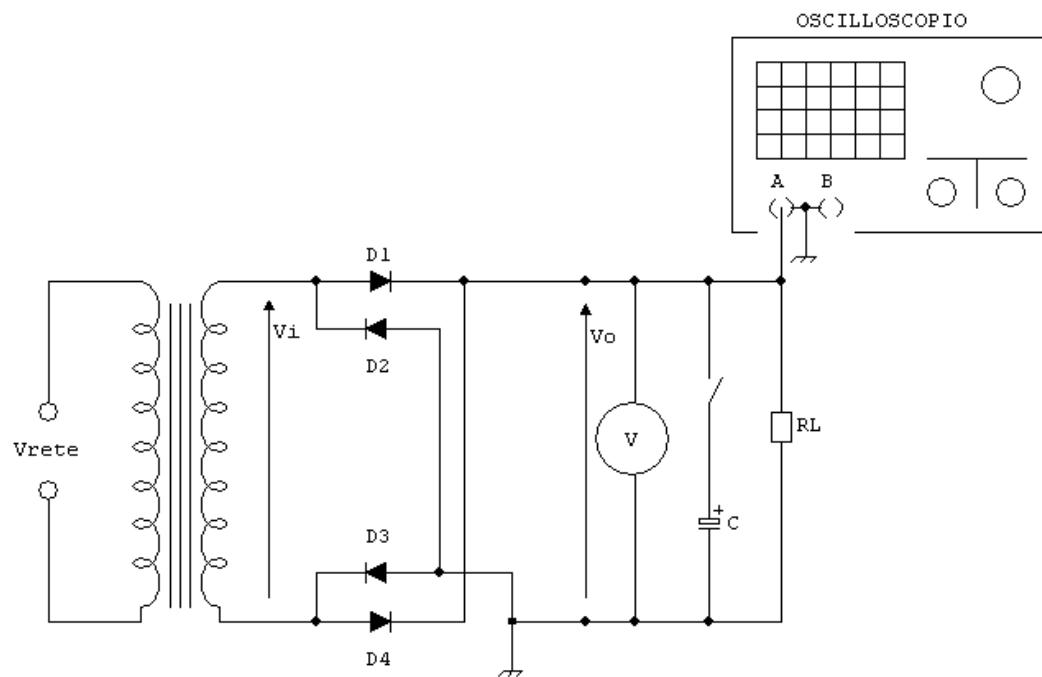 OSCILLOSCOPIO
A B
D1
Vi
D2
Vo
Vrete
V
RL
+
C
D3
D4